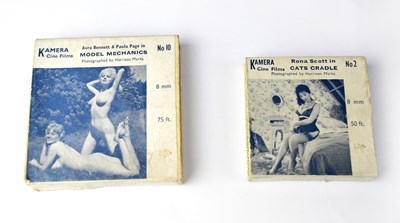 KAMERA
Cine Films
Asra Bennett & Paula Page in
MODEL MECHANICS
Photographed by Harrison Marks
No 10
8 mm
75 ft.
KAMERA
Cine Films
Rona Scott in
CATS CRADLE
Photographed by Harrison Marks
No 2
8 mm
50 ft.